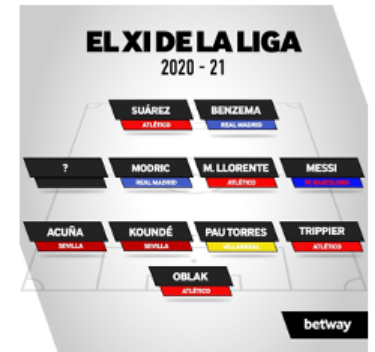 EL XI DE LA LIGA
2020 - 21
SUÁREZ BENZEMA
ATLÉTICO REAL MADRID
? MODRIC M. LLORENTE MESSI
REAL MADRID ATLÉTICO FC BARCELONA
ACUÑA KOUNDÉ PAU TORRES TRIPPIER
SEVILLA SEVILLA VILLARREAL ATLÉTICO
OBLAK
ATLÉTICO
betway